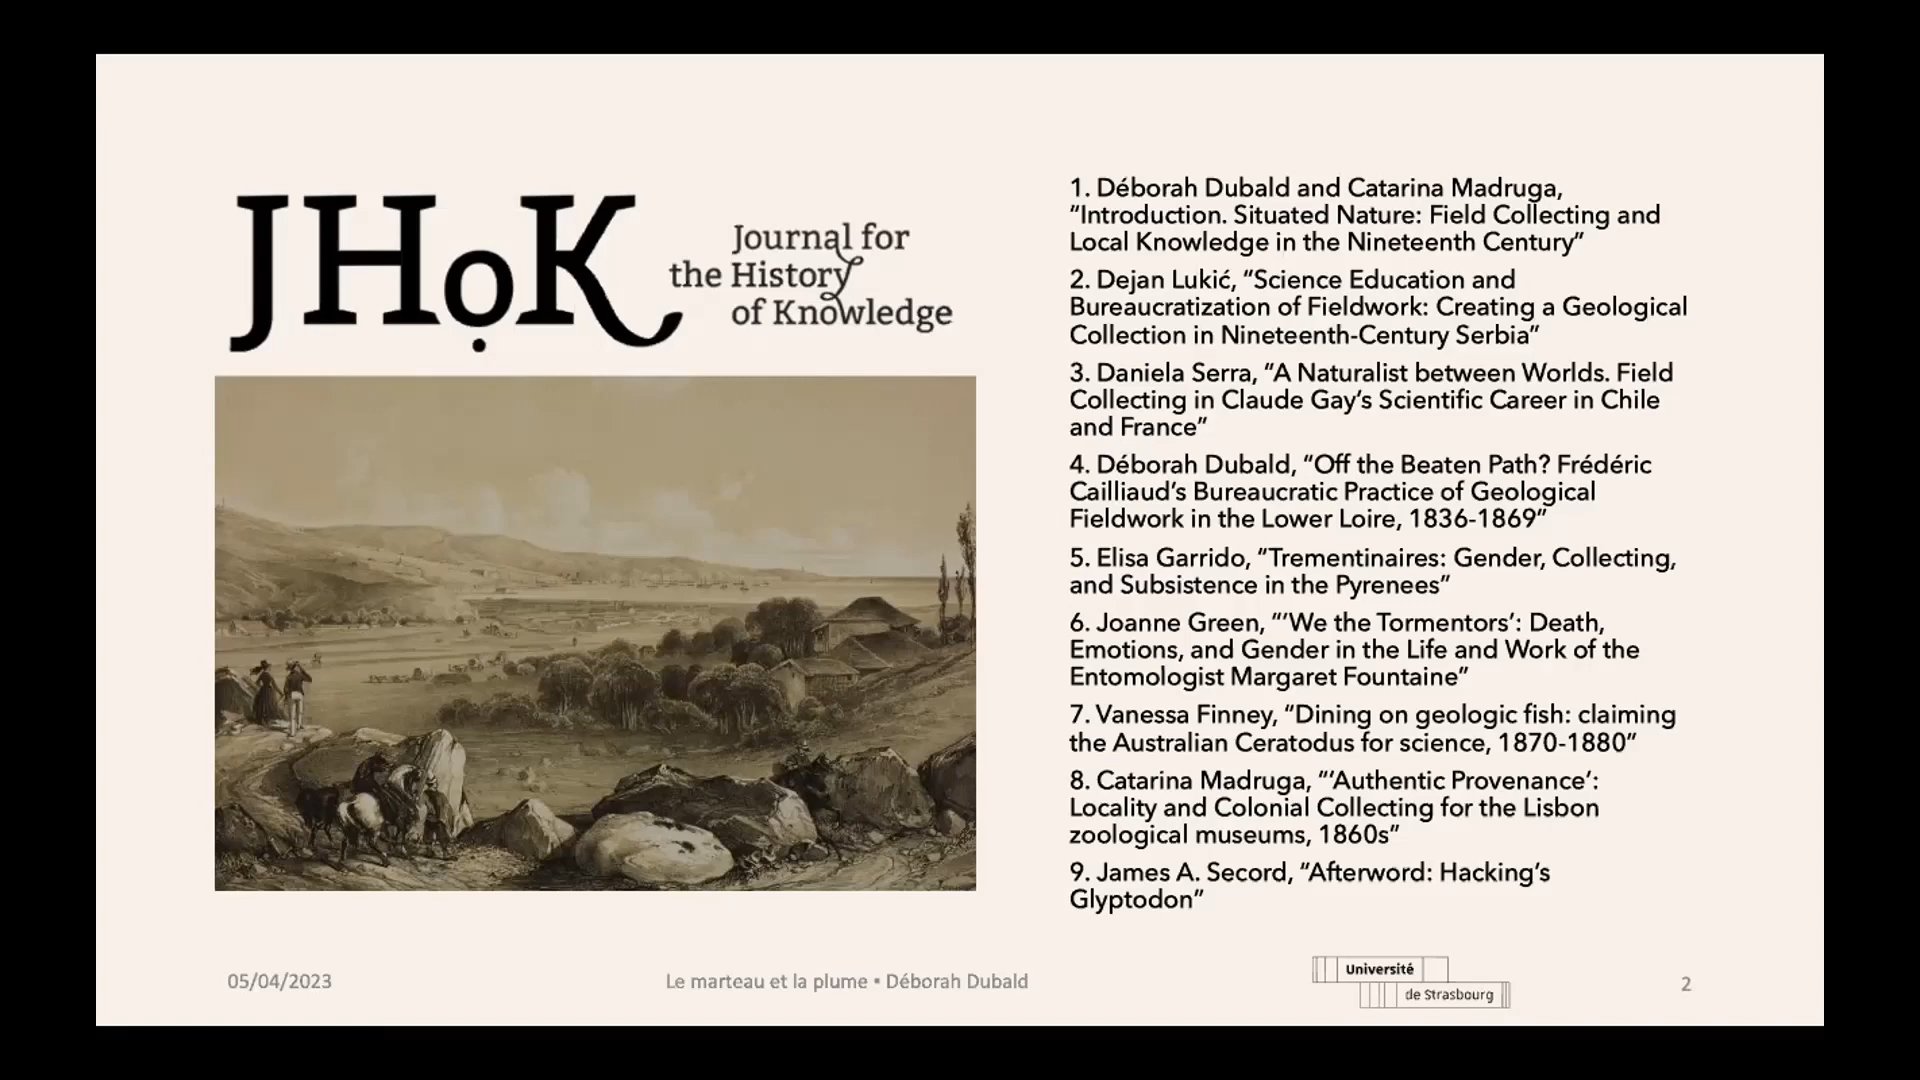 JHoK
Journal for
the History
of Knowledge
1. Déborah Dubald and Catarina Madruga,
“Introduction. Situated Nature: Field Collecting and
Local Knowledge in the Nineteenth Century”
2. Dejan Lukić, “Science Education and
Bureaucratization of Fieldwork: Creating a Geological
Collection in Nineteenth-Century Serbia”
3. Daniela Serra, “A Naturalist between Worlds. Field
Collecting in Claude Gay’s Scientific Career in Chile
and France”
4. Déborah Dubald, “Off the Beaten Path? Frédéric
Cailliaud’s Bureaucratic Practice of Geological
Fieldwork in the Lower Loire, 1836-1869”
5. Elisa Garrido, “Trementinaires: Gender, Collecting,
and Subsistence in the Pyrenees”
6. Joanne Green, “‘We the Tormentors’: Death,
Emotions, and Gender in the Life and Work of the
Entomologist Margaret Fountaine”
7. Vanessa Finney, “Dining on geologic fish: claiming
the Australian Ceratodus for science, 1870-1880”
8. Catarina Madruga, “‘Authentic Provenance’:
Locality and Colonial Collecting for the Lisbon
zoological museums, 1860s”
9. James A. Secord, “Afterword: Hacking’s
Glyptodon”
05/04/2023
Le marteau et la plume ▪ Déborah Dubald
Université
de Strasbourg
2